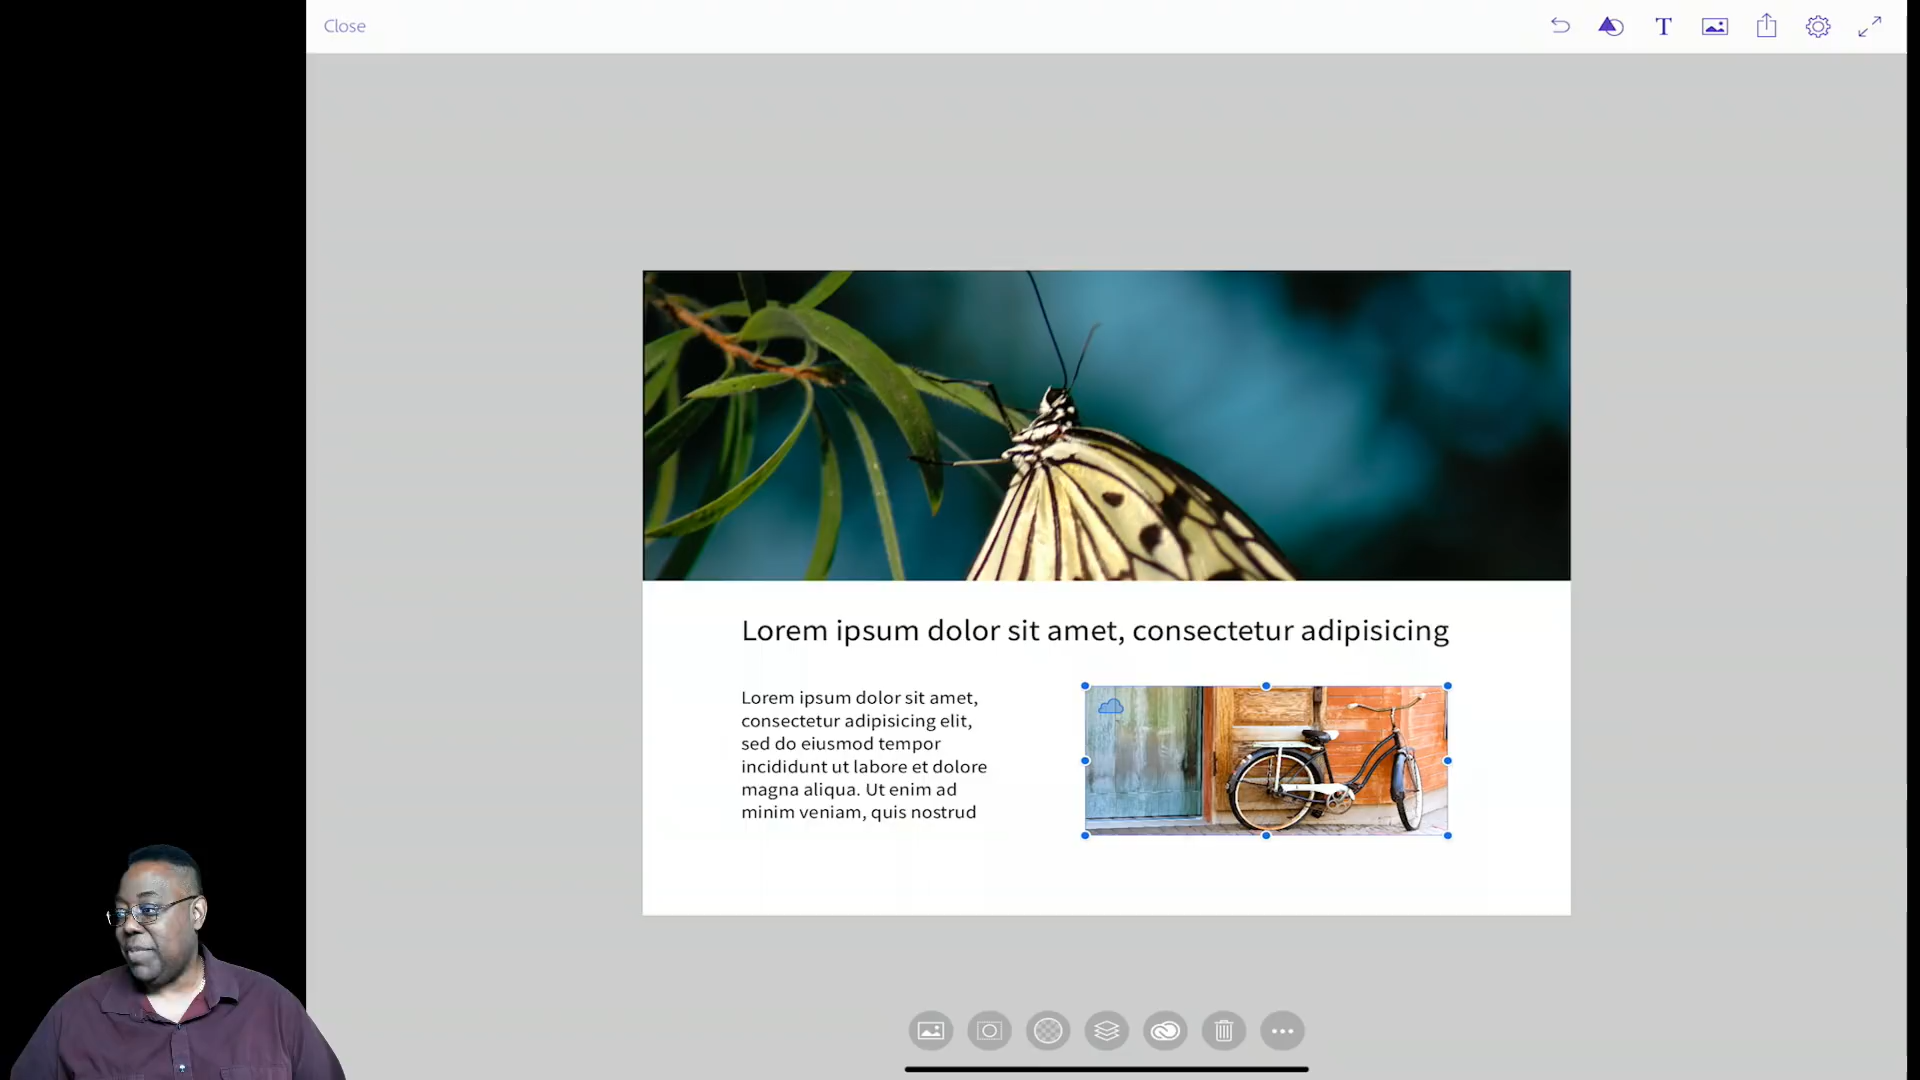 Close
T
Lorem ipsum dolor sit amet, consectetur adipisicing
Lorem ipsum dolor sit amet,
consectetur adipisicing elit,
sed do eiusmod tempor
incididunt ut labore et dolore
magna aliqua. Ut enim ad
minim veniam, quis nostrud